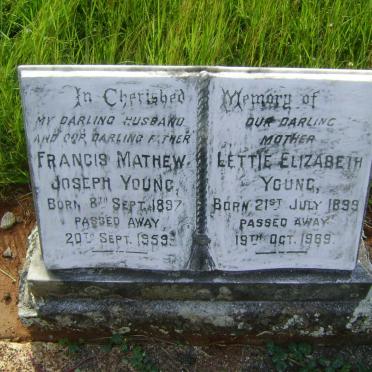 In Cherished Memory of
MY DARLING HUSBAND
AND OUR DARLING FATHER
FRANCIS MATHEW
JOSEPH YOUNG,
BORN 8TH SEPT. 1897
PASSED AWAY
20TH SEPT. 1959.
OUR DARLING
MOTHER
LETTIE ELIZABETH
YOUNG,
BORN 21ST JULY 1899
PASSED AWAY
19TH OCT. 1969.